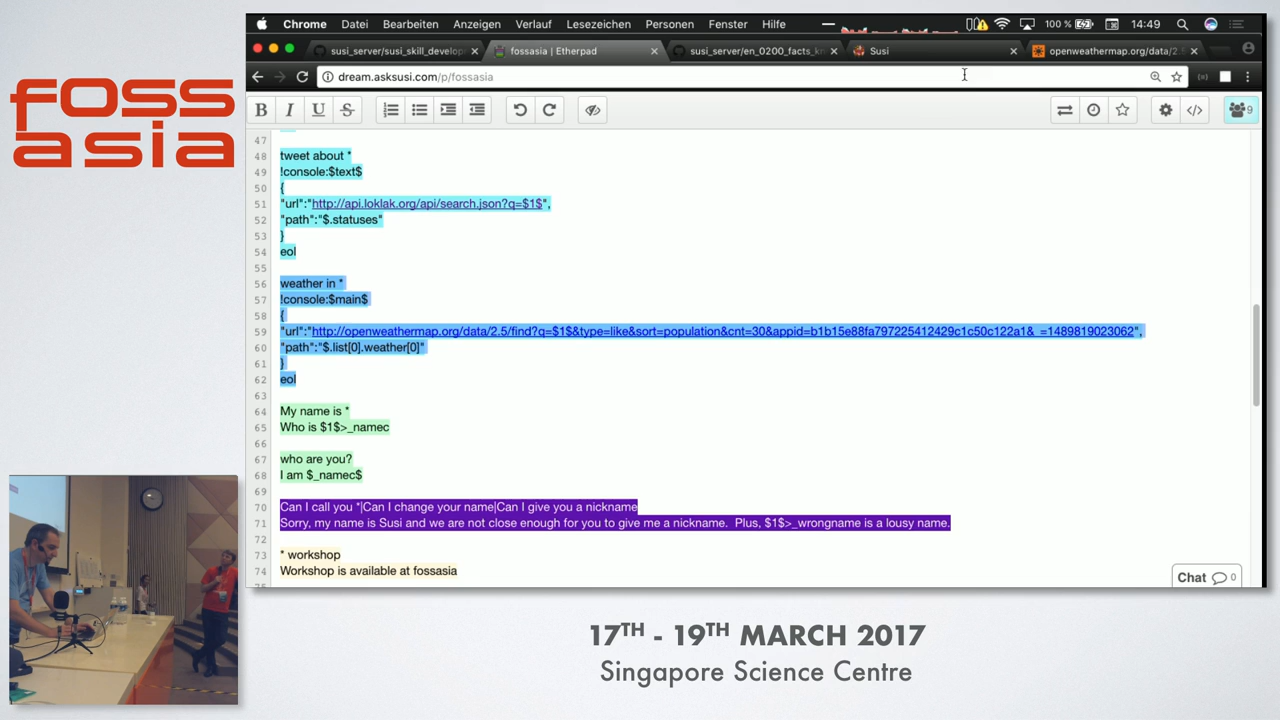 foss
asia
Chrome Datei Bearbeiten Anzeigen Verlauf Lesezeichen Personen Fenster Hilfe 100 % 14:49
susi_server/susi_skill_develop
fossasia | Etherpad
susi_server/en_0200_facts_k
Susi
openweathermap.org/data/2.5
dream.asksusi.com/p/fossasia
B I U S 9
47
48 tweet about *
49 !console:$text$
50 {
51 "url":"http://api.loklak.org/api/search.json?q=$1$",
52 "path":"$.statuses"
53 }
54 eol
55
56 weather in *
57 !console:$main$
58 {
59 "url":"http://openweathermap.org/data/2.5/find?q=$1$&type=like&sort=population&cnt=30&appid=b1b15e88fa797225412429c1c50c122a1&_=1489819023062",
60 "path":"$.list[0].weather[0]"
61 }
62 eol
63
64 My name is *
65 Who is $1$>_namec
66
67 who are you?
68 I am $_namec$
69
70 Can I call you *|Can I change your name|Can I give you a nickname
71 Sorry, my name is Susi and we are not close enough for you to give me a nickname. Plus, $1$>_wrongname is a lousy name.
72
73 * workshop
74 Workshop is available at fossasia
Chat 0
17TH - 19TH MARCH 2017
Singapore Science Centre